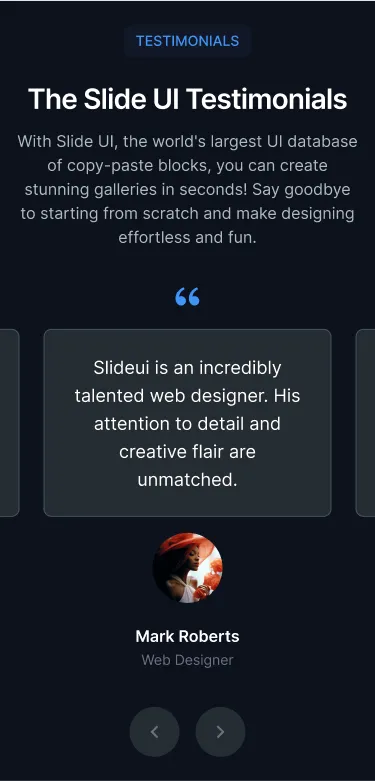 TESTIMONIALS
The Slide UI Testimonials
With Slide UI, the world's largest UI database
of copy-paste blocks, you can create
stunning galleries in seconds! Say goodbye
to starting from scratch and make designing
effortless and fun.
“
Slideui is an incredibly
talented web designer. His
attention to detail and
creative flair are
unmatched.
Mark Roberts
Web Designer